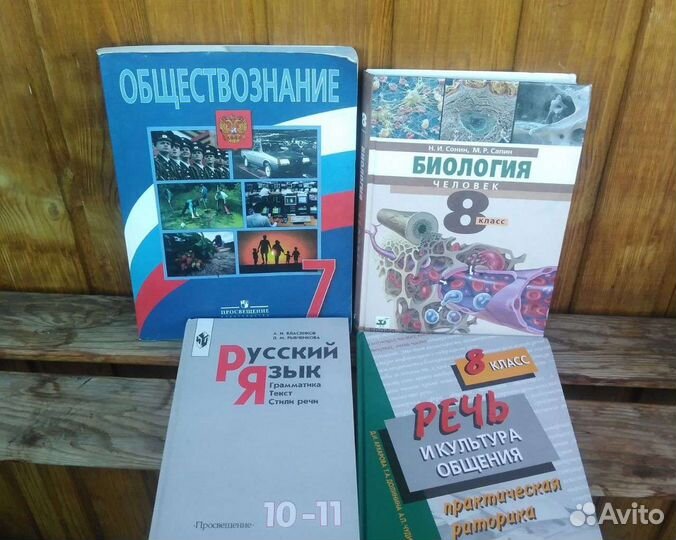 ОБЩЕСТВОЗНАНИЕ
7
ПРОСВЕЩЕНИЕ
ИЗДАТЕЛЬСТВО
Н. И. Сонин, М. Р. Сапин
БИОЛОГИЯ
ЧЕЛОВЕК
8
класс
А. И. ВЛАСЕНКОВ
Л. М. РЫБЧЕНКОВА
РУССКИЙ
ЯЗЫК
Грамматика
Текст
Стили речи
10-11
·Просвещение·
8 КЛАСС
РЕЧЬ
И КУЛЬТУРА
ОБЩЕНИЯ
практическая
риторика
Avito